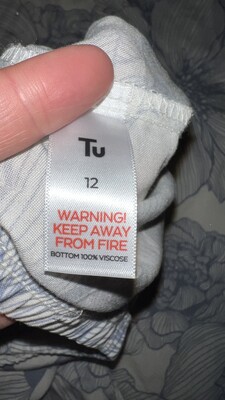 Tu
12
WARNING!
KEEP AWAY
FROM FIRE
BOTTOM 100% VISCOSE